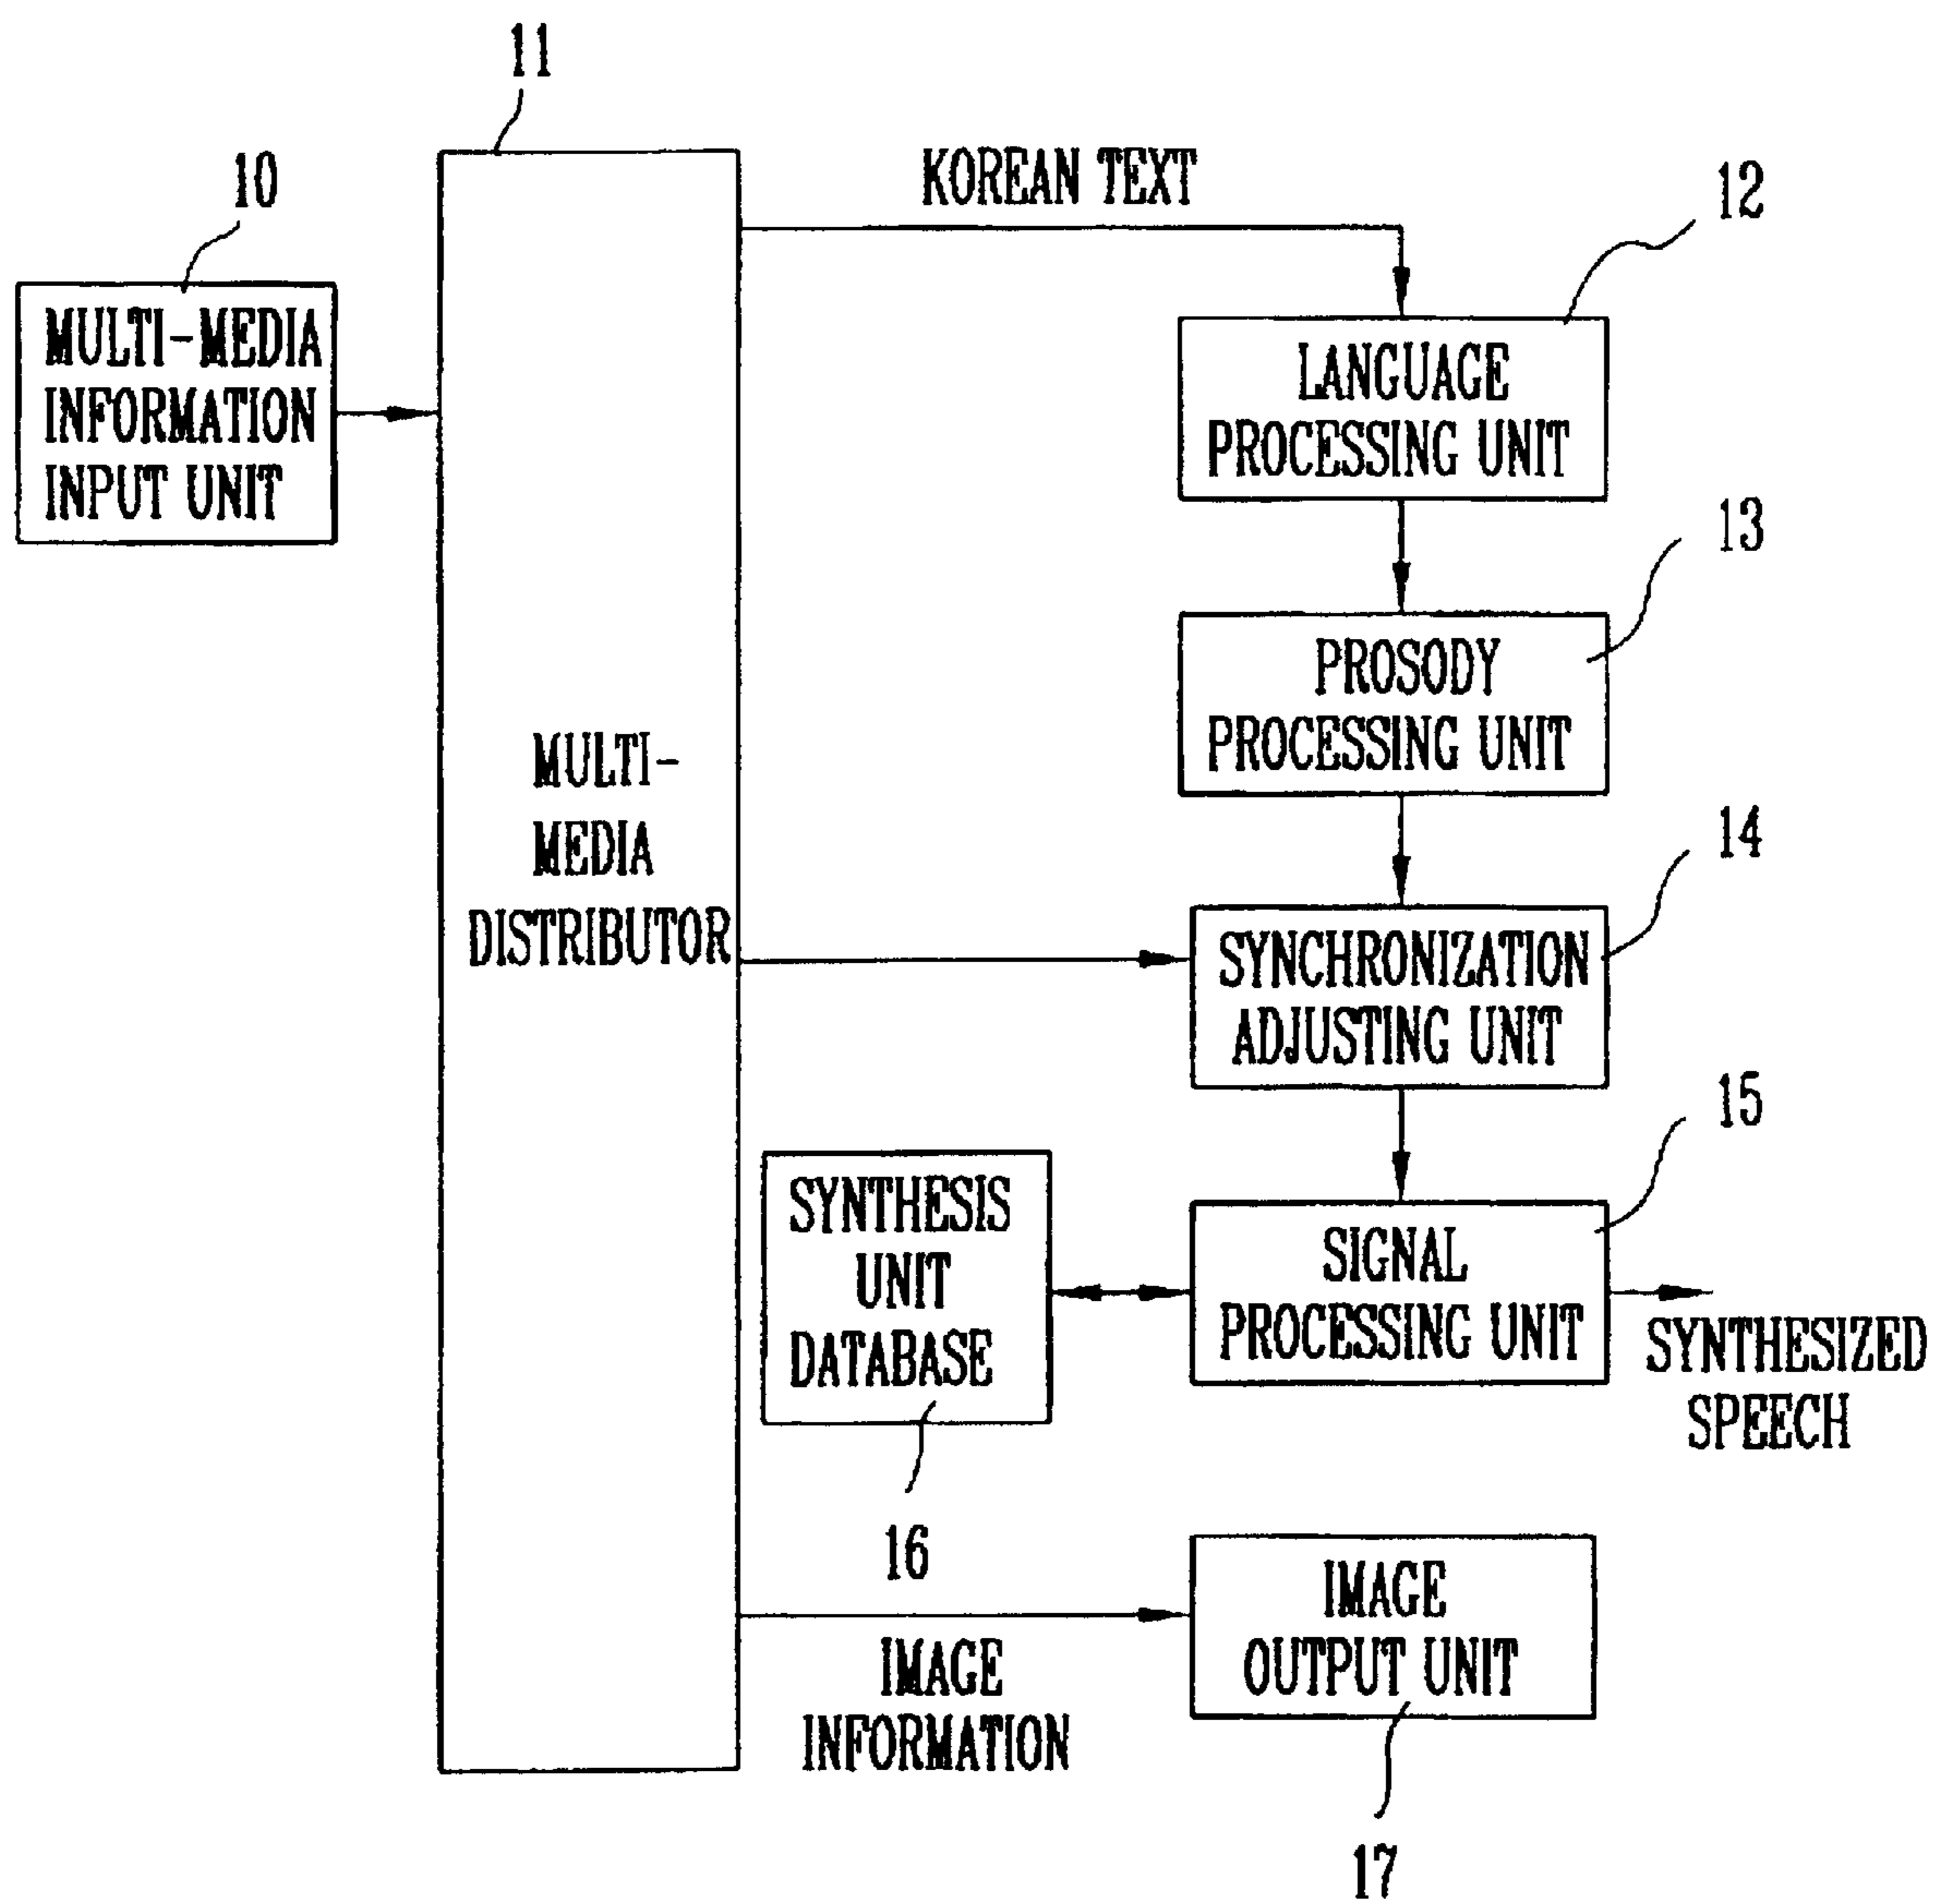 11
10
MULTI-MEDIA
INFORMATION
INPUT UNIT
MULTI-
MEDIA
DISTRIBUTOR
KOREAN TEXT
12
LANGUAGE
PROCESSING UNIT
13
PROSODY
PROCESSING UNIT
14
SYNCHRONIZATION
ADJUSTING UNIT
15
SIGNAL
PROCESSING UNIT
SYNTHESIZED
SPEECH
SYNTHESIS
UNIT
DATABASE
16
IMAGE
INFORMATION
IMAGE
OUTPUT UNIT
17